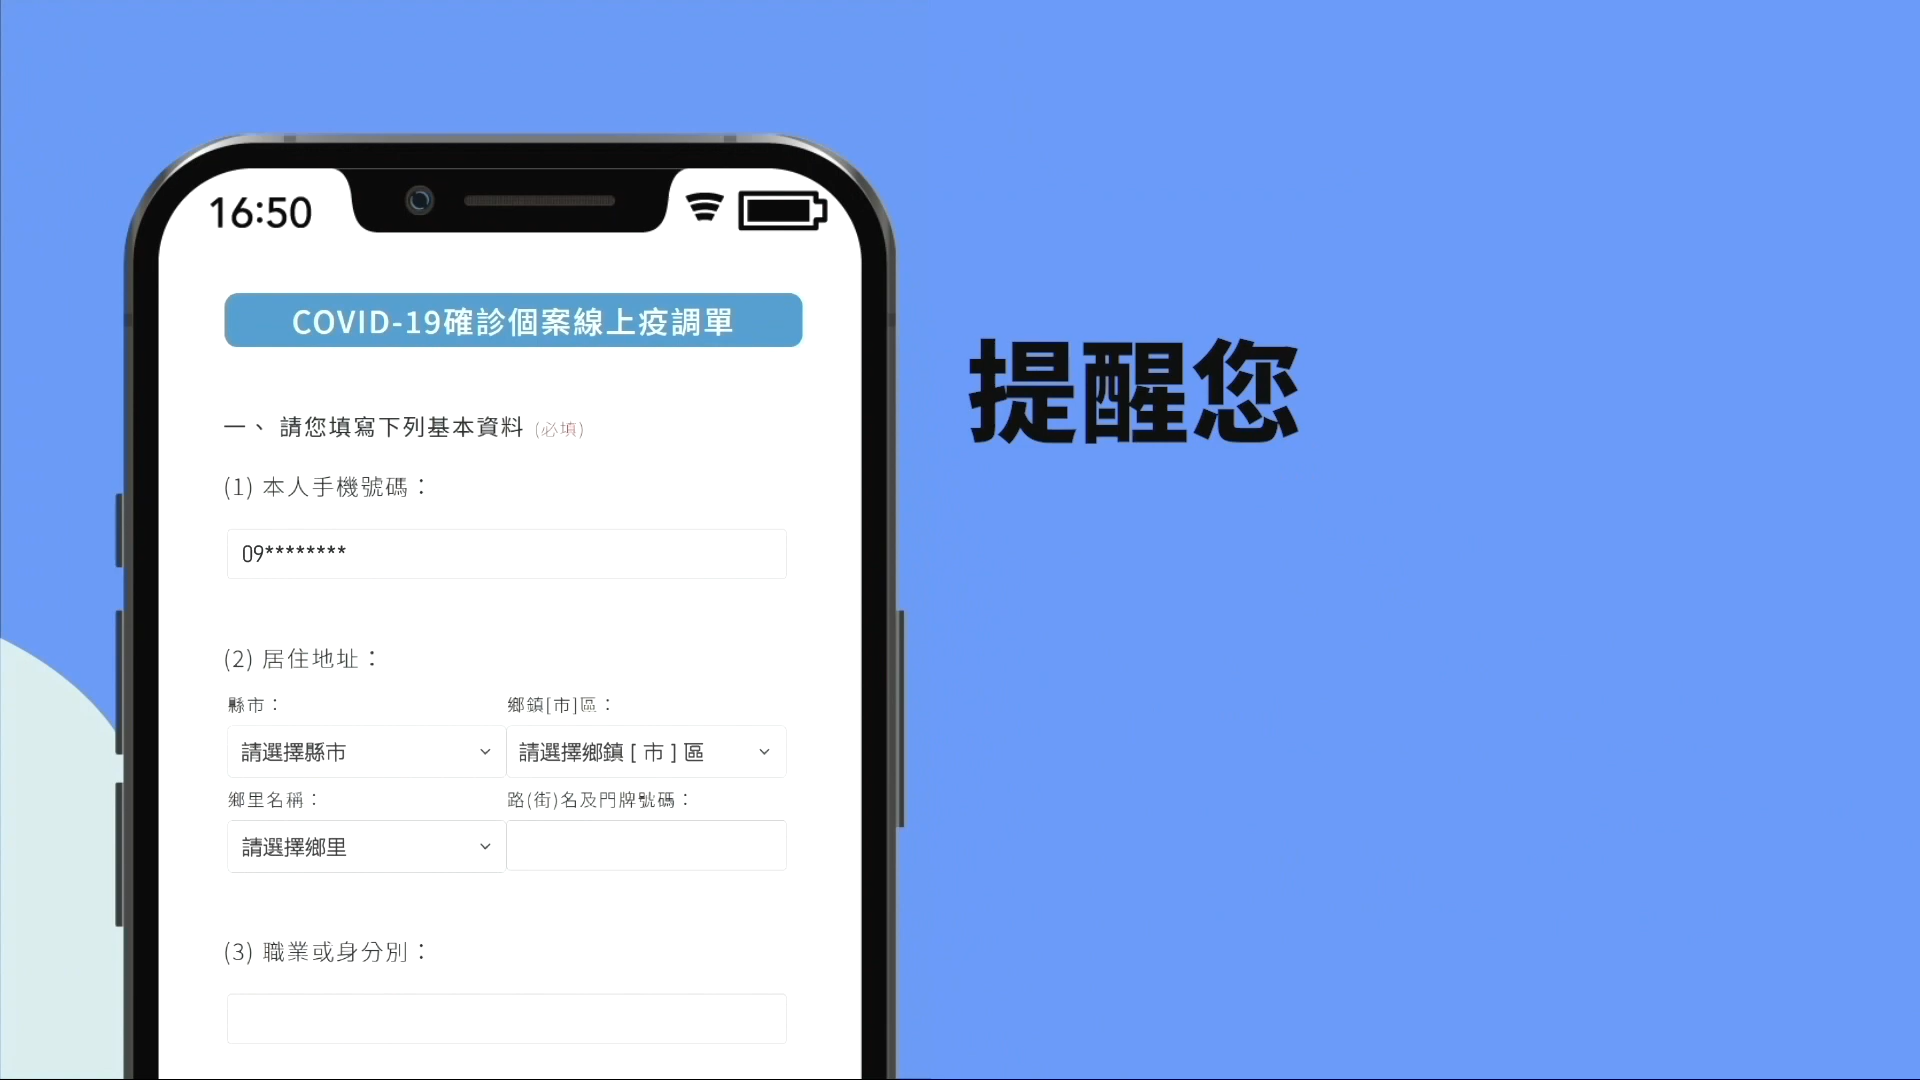 16:50
COVID-19確診個案線上疫調單
一、 請您填寫下列基本資料 (必填)
(1) 本人手機號碼：
09********
(2) 居住地址：
縣市： 鄉鎮[市]區：
請選擇縣市 請選擇鄉鎮 [ 市 ] 區
鄉里名稱： 路(街)名及門牌號碼：
請選擇鄉里
(3) 職業或身分別：
提醒您